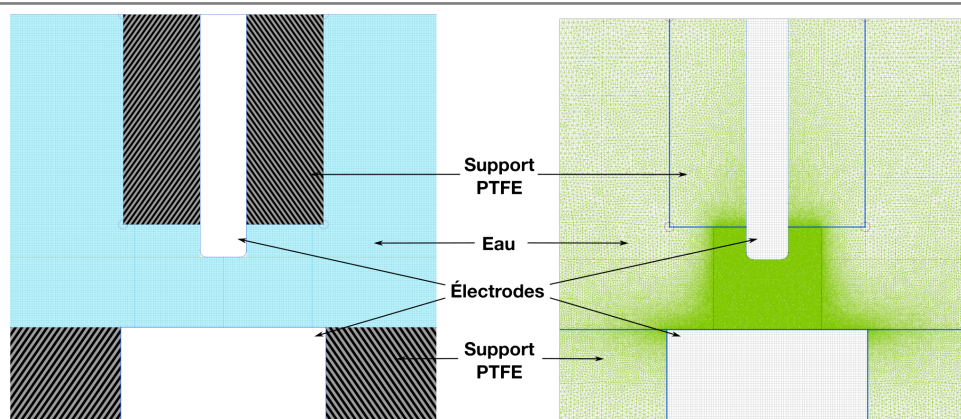 Support
PTFE
Eau
Électrodes
Support
PTFE